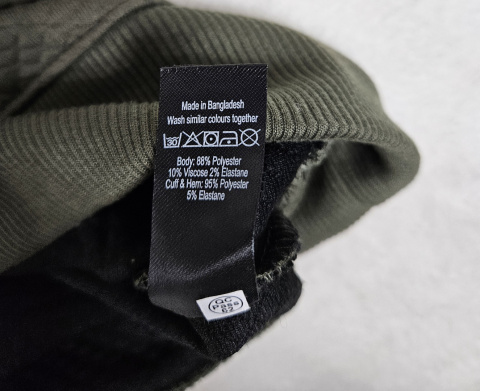 Made in Bangladesh
Wash similar colours together
30
Body: 88% Polyester
10% Viscose 2% Elastane
Cuff & Hem: 95% Polyester
5% Elastane
QC
Pass
62